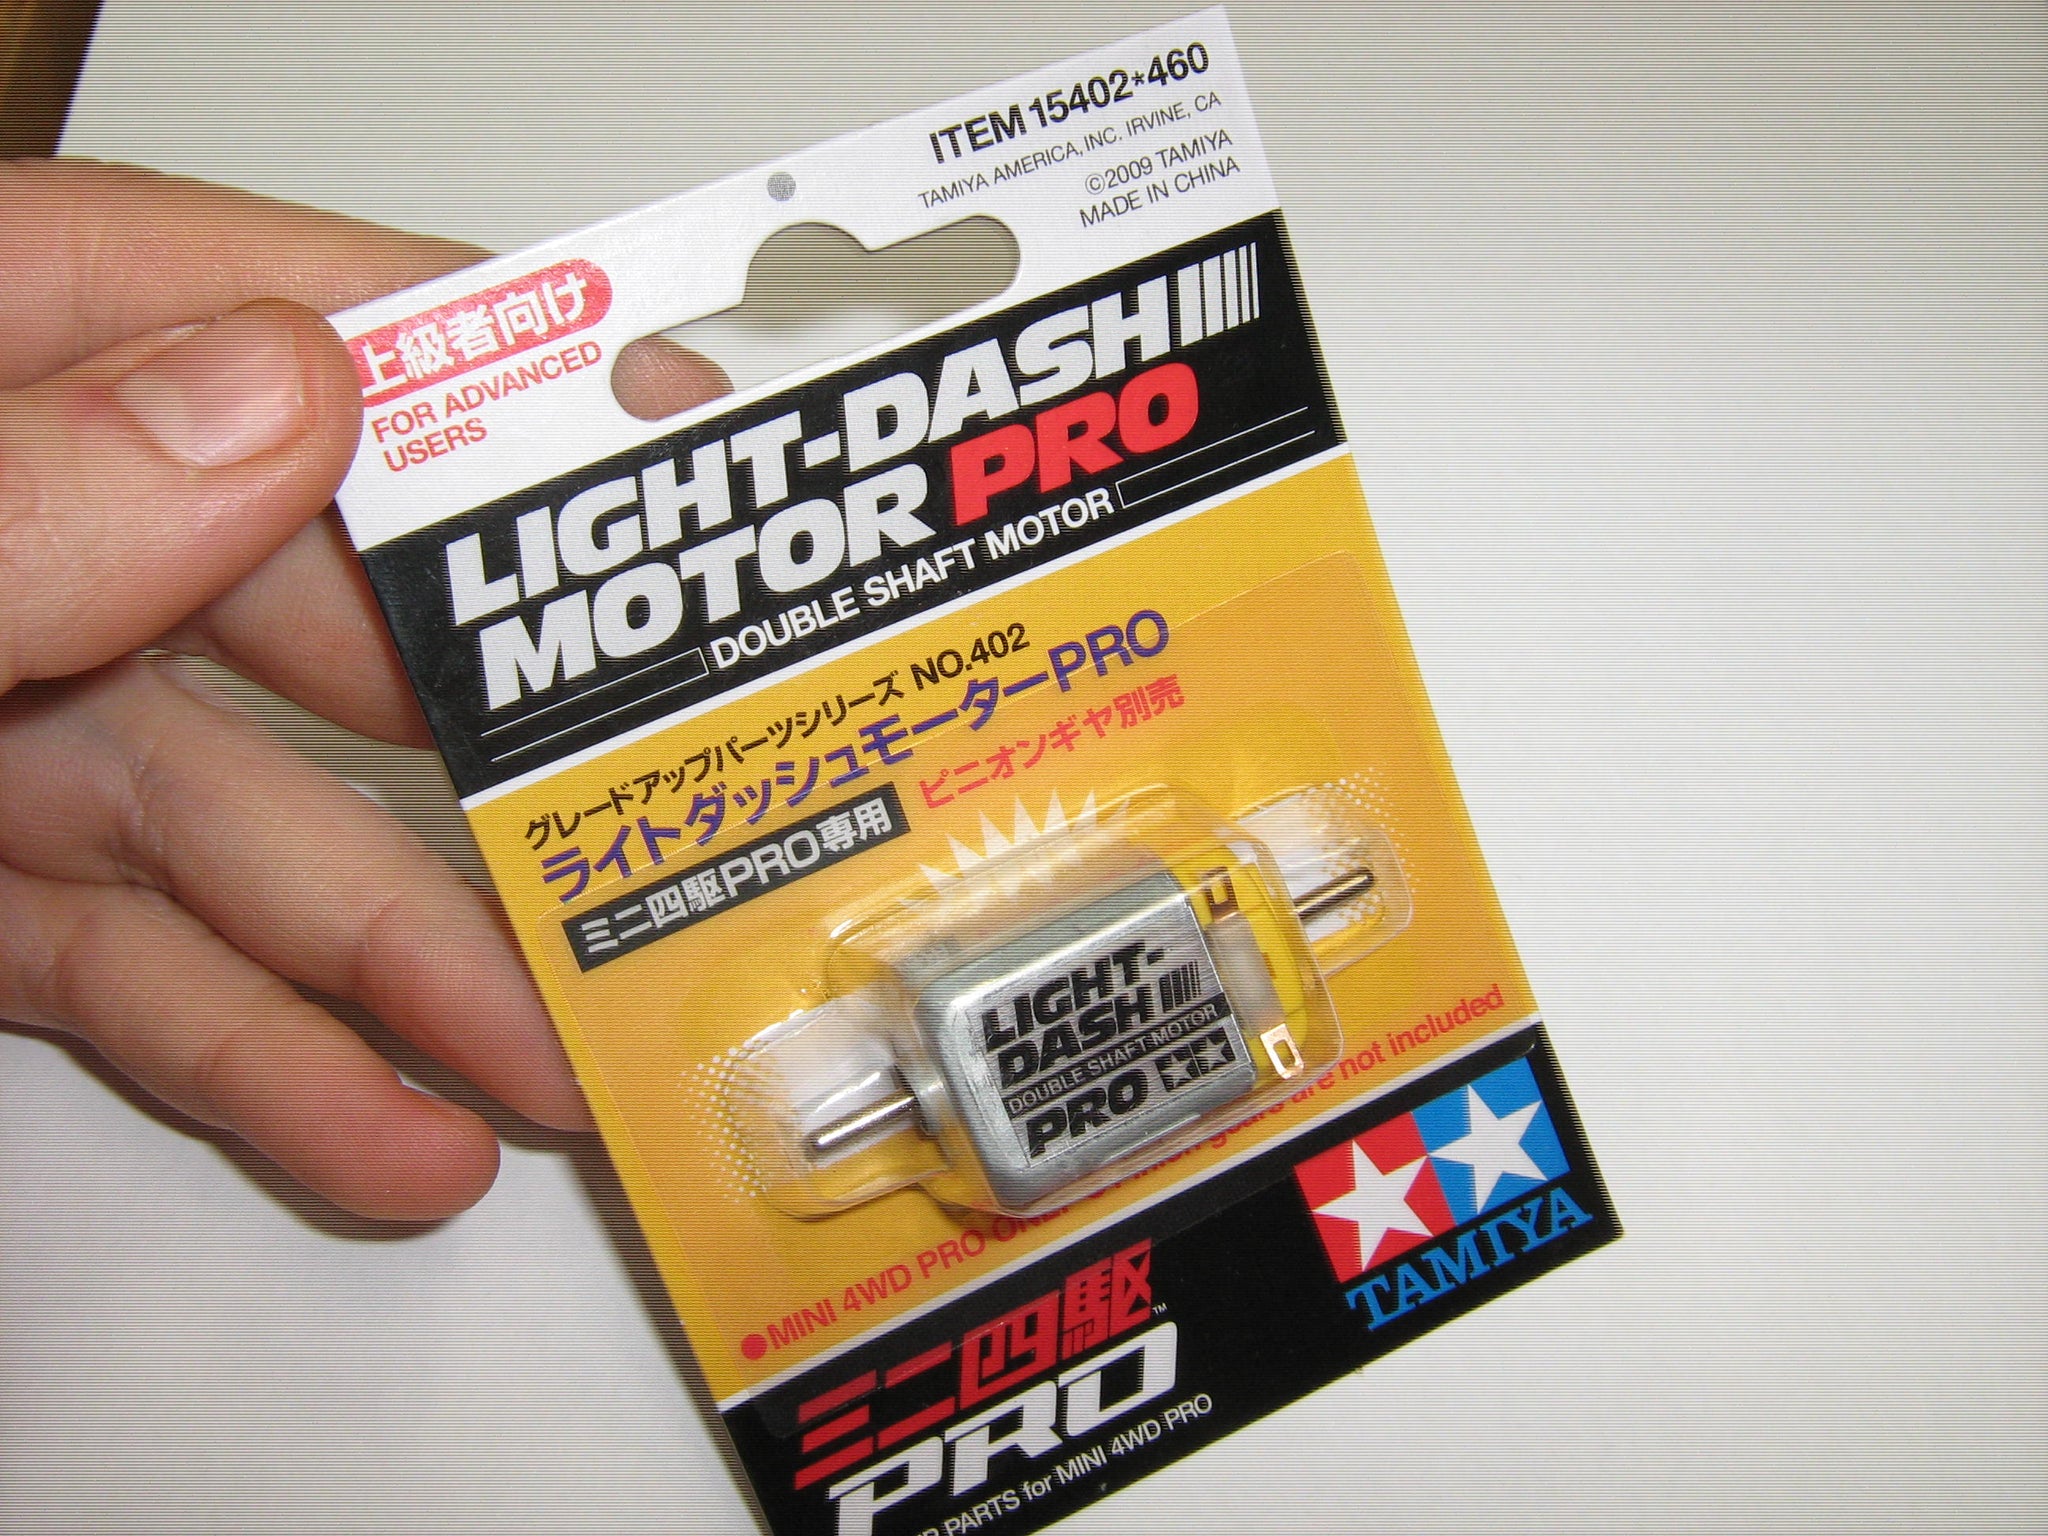 ITEM 15402*460
TAMIYA AMERICA, INC. IRVINE, CA
©2009 TAMIYA
MADE IN CHINA
上級者向け
FOR ADVANCED
USERS
LIGHT-DASH
MOTOR PRO
DOUBLE SHAFT MOTOR
グレードアップパーツシリーズ NO.402
ライトダッシュモーターPRO
ミニ四駆PRO専用
ピニオンギヤ別売
LIGHT-
DASH
DOUBLE SHAFT MOTOR
PRO
●MINI 4WD PRO ONLY are not included
TAMIYA
ミニ四駆™
PRO
PARTS for MINI 4WD PRO